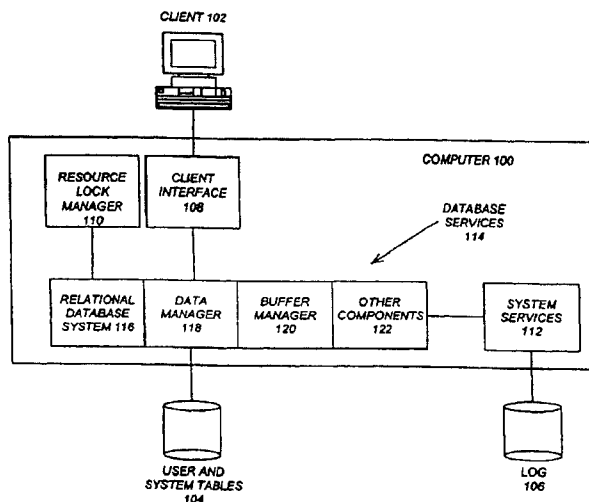 CLIENT 102
COMPUTER 100
RESOURCE
LOCK
MANAGER
110
CLIENT
INTERFACE
108
DATABASE
SERVICES
114
RELATIONAL
DATABASE
SYSTEM 116
DATA
MANAGER
118
BUFFER
MANAGER
120
OTHER
COMPONENTS
122
SYSTEM
SERVICES
112
USER AND
SYSTEM TABLES
104
LOG
106